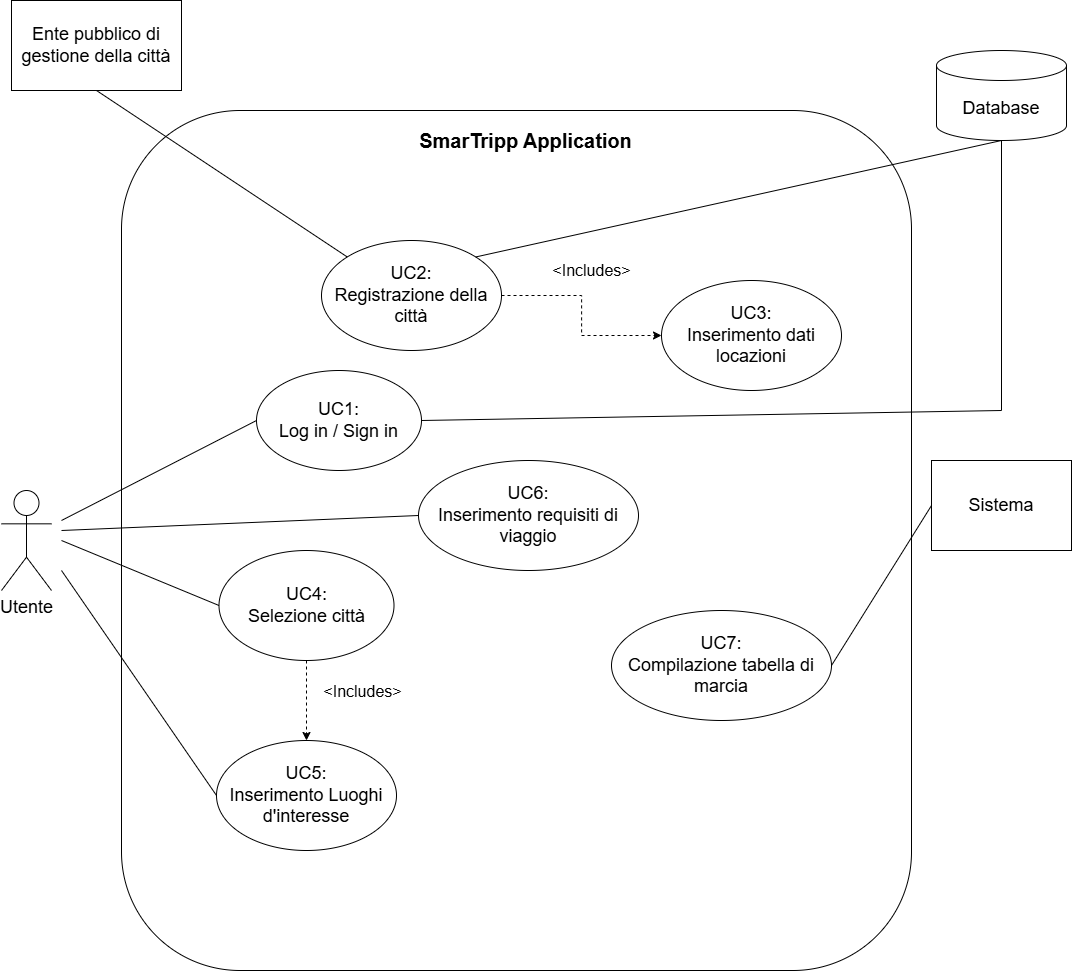 Ente pubblico di
gestione della città
Database
SmarTripp Application
UC2:
Registrazione della
città
<Includes>
UC3:
Inserimento dati
locazioni
UC1:
Log in / Sign in
UC6:
Inserimento requisiti di
viaggio
Sistema
Utente
UC4:
Selezione città
UC7:
Compilazione tabella di
marcia
<Includes>
UC5:
Inserimento Luoghi
d'interesse